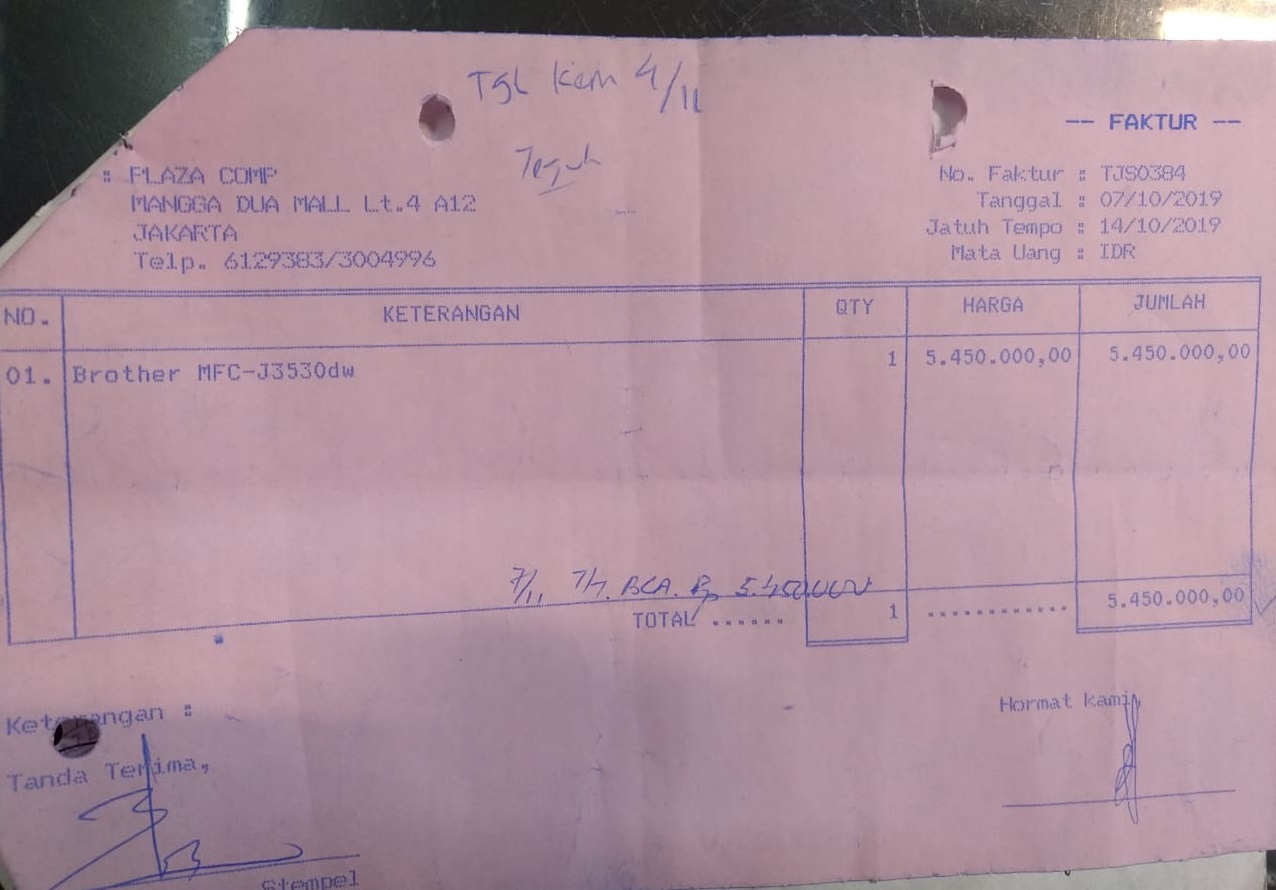 Tgl Kem 4/11
Teguh
-- FAKTUR --
: PLAZA COMP
MANGGA DUA MALL Lt.4 A12
JAKARTA
Telp. 6129383/3004996
No. Faktur : TJS0384
Tanggal : 07/10/2019
Jatuh Tempo : 14/10/2019
Mata Uang : IDR
NO. KETERANGAN QTY HARGA JUMLAH
01. Brother MFC-J3530dw 1 5.450.000,00 5.450.000,00
7/11 BCA. Rp 5.450.000
TOTAL ...... 1 ............ 5.450.000,00
Keterangan :
Tanda Terima,
Stempel
Hormat kami,